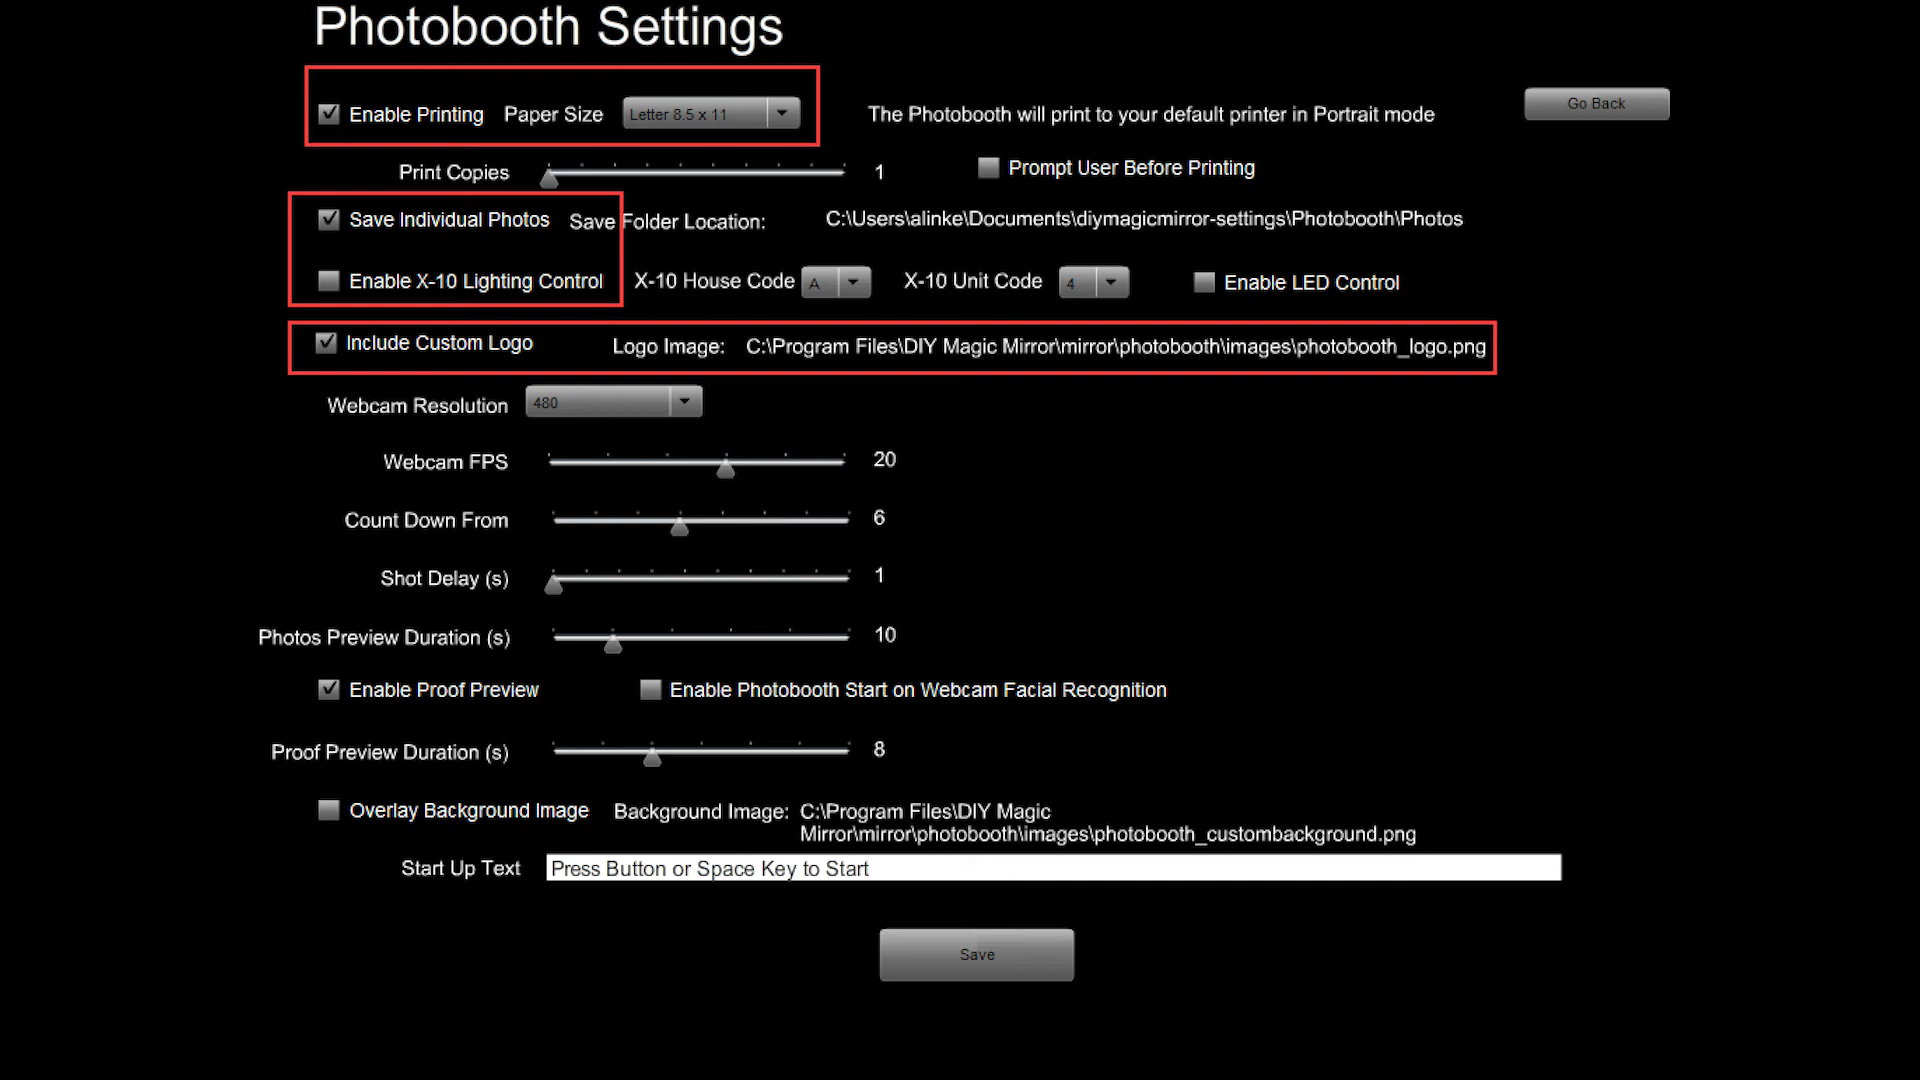 Photobooth Settings
Enable Printing Paper Size Letter 8.5 x 11 The Photobooth will print to your default printer in Portrait mode Go Back
Print Copies 1 Prompt User Before Printing
Save Individual Photos Save Folder Location: C:\Users\alinke\Documents\diymagicmirror-settings\Photobooth\Photos
Enable X-10 Lighting Control X-10 House Code A X-10 Unit Code 4 Enable LED Control
Include Custom Logo Logo Image: C:\Program Files\DIY Magic Mirror\mirror\photobooth\images\photobooth_logo.png
Webcam Resolution 480
Webcam FPS 20
Count Down From 6
Shot Delay (s) 1
Photos Preview Duration (s) 10
Enable Proof Preview Enable Photobooth Start on Webcam Facial Recognition
Proof Preview Duration (s) 8
Overlay Background Image Background Image: C:\Program Files\DIY Magic
Mirror\mirror\photobooth\images\photobooth_custombackground.png
Start Up Text Press Button or Space Key to Start
Save